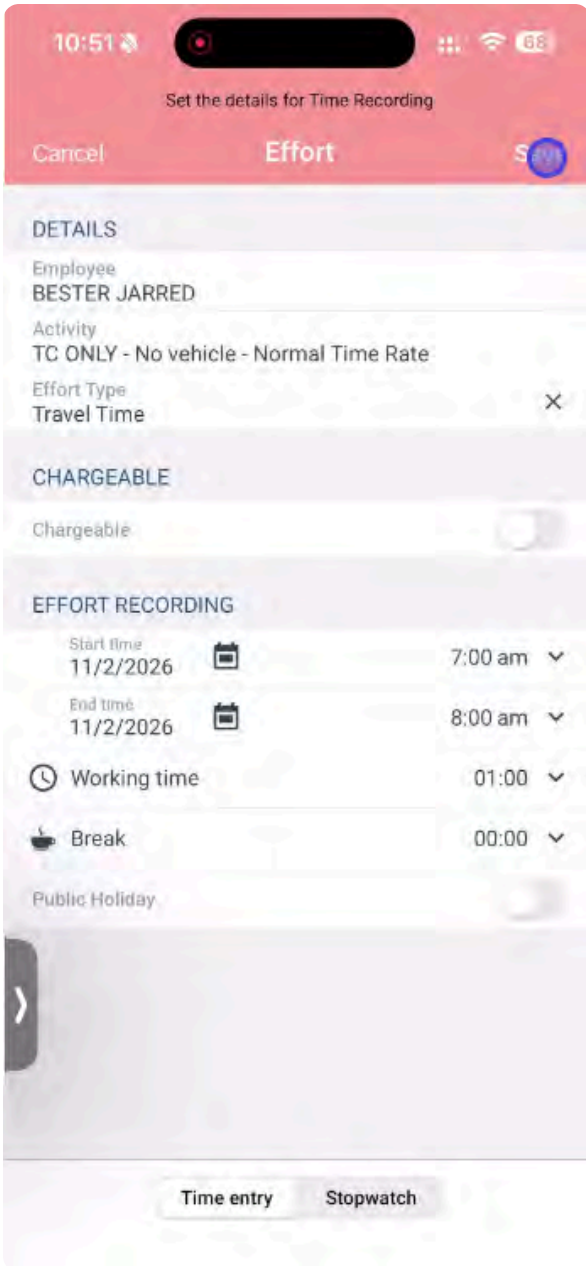 10:51
68
Set the details for Time Recording
Cancel Effort Save
DETAILS
Employee
BESTER JARRED
Activity
TC ONLY - No vehicle - Normal Time Rate
Effort Type
Travel Time
CHARGEABLE
Chargeable
EFFORT RECORDING
Start time
11/2/2026 7:00 am
End time
11/2/2026 8:00 am
Working time 01:00
Break 00:00
Public Holiday
Time entry Stopwatch